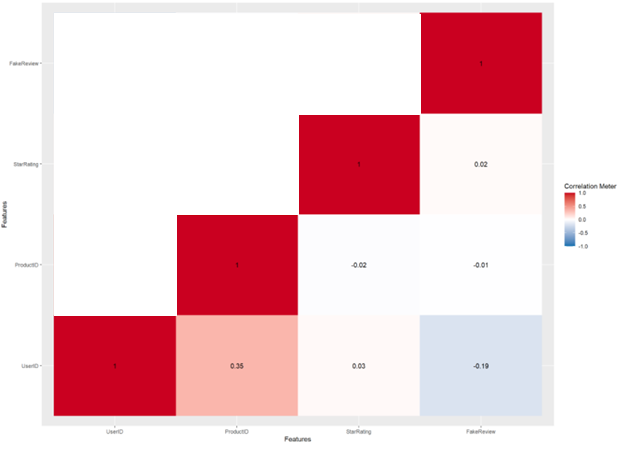 FakeReview
1
StarRating
1
0.02
ProductID
1
-0.02
-0.01
UserID
1
0.35
0.03
-0.19
UserID
ProductID
StarRating
FakeReview
Features
Features
Correlation Meter
1.0
0.5
0.0
-0.5
-1.0